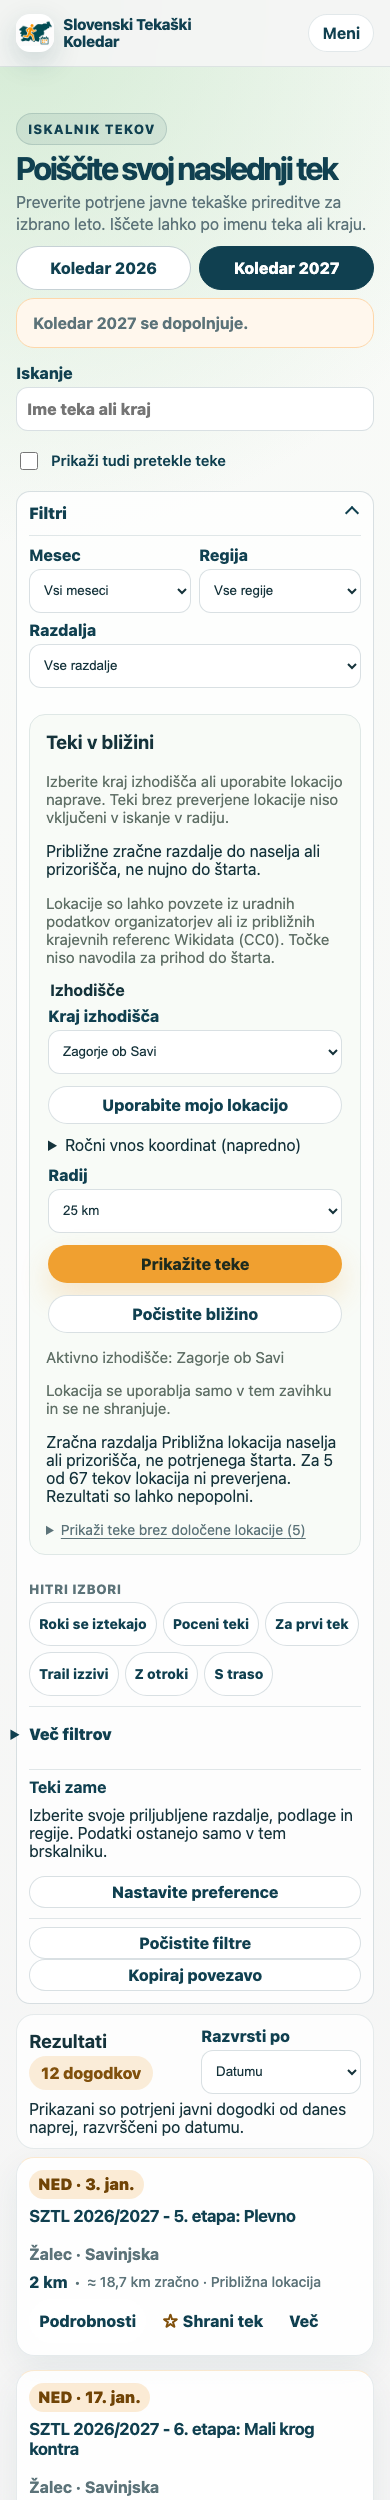 Slovenski Tekaški
Koledar
Meni
ISKALNIK TEKOV
Poiščite svoj naslednji tek
Preverite potrjene javne tekaške prireditve za
izbrano leto. Iščete lahko po imenu teka ali kraju.
Koledar 2026
Koledar 2027
Koledar 2027 se dopolnjuje.
Iskanje
Ime teka ali kraj
Prikaži tudi pretekle teke
Filtri
Mesec
Regija
Vsi meseci
Vse regije
Razdalja
Vse razdalje
Teki v bližini
Izberite kraj izhodišča ali uporabite lokacijo
naprave. Teki brez preverjene lokacije niso
vključeni v iskanje v radiju.
Približne zračne razdalje do naselja ali
prizorišča, ne nujno do štarta.
Lokacije so lahko povzete iz uradnih
podatkov organizatorjev ali iz približnih
krajevnih referenc Wikidata (CC0). Točke
niso navodila za prihod do štarta.
Izhodišče
Kraj izhodišča
Zagorje ob Savi
Uporabite mojo lokacijo
Ročni vnos koordinat (napredno)
Radij
25 km
Prikažite teke
Počistite bližino
Aktivno izhodišče: Zagorje ob Savi
Lokacija se uporablja samo v tem zavihku
in se ne shranjuje.
Zračna razdalja Približna lokacija naselja
ali prizorišča, ne potrjenega štarta. Za 5
od 67 tekov lokacija ni preverjena.
Rezultati so lahko nepopolni.
Prikaži teke brez določene lokacije (5)
HITRI IZBORI
Roki se iztekajo
Poceni teki
Za prvi tek
Trail izzivi
Z otroki
S traso
Več filtrov
Teki zame
Izberite svoje priljubljene razdalje, podlage in
regije. Podatki ostanejo samo v tem
brskalniku.
Nastavite preference
Počistite filtre
Kopiraj povezavo
Rezultati
Razvrsti po
12 dogodkov
Datumu
Prikazani so potrjeni javni dogodki od danes
naprej, razvrščeni po datumu.
NED · 3. jan.
SZTL 2026/2027 - 5. etapa: Plevno
Žalec · Savinjska
2 km · ≈ 18,7 km zračno · Približna lokacija
Podrobnosti
☆ Shrani tek
Več
NED · 17. jan.
SZTL 2026/2027 - 6. etapa: Mali krog
kontra
Žalec · Savinjska